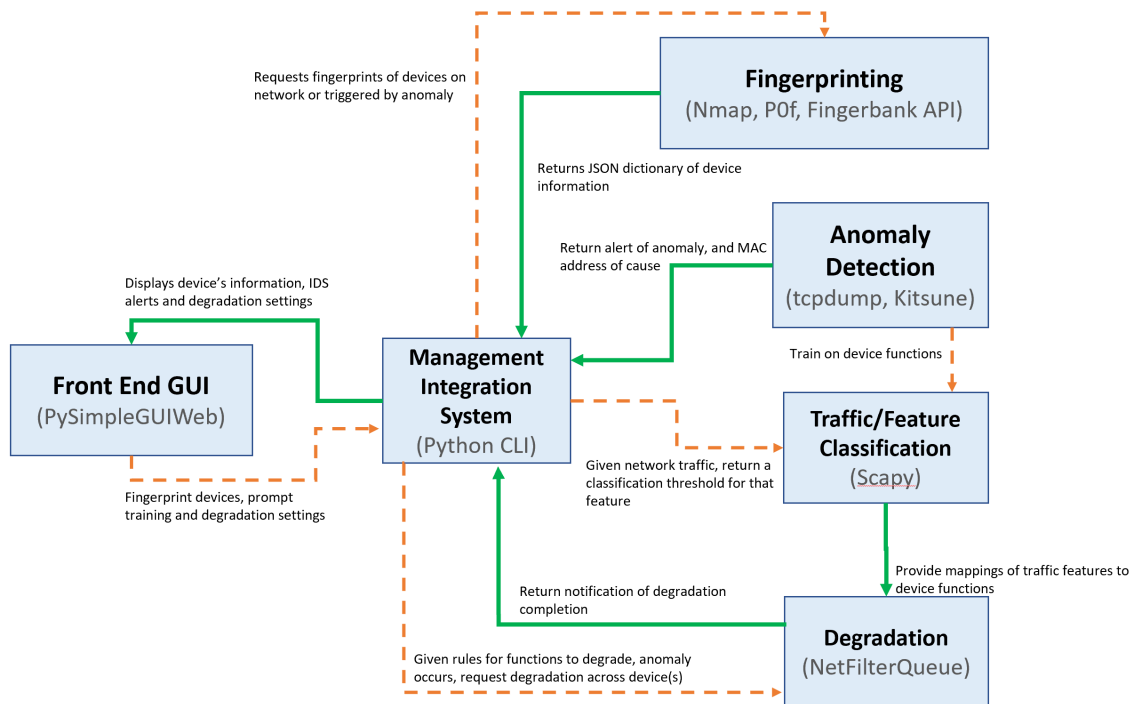 Requests fingerprints of devices on
network or triggered by anomaly
Fingerprinting
(Nmap, P0f, Fingerbank API)
Returns JSON dictionary of device
information
Anomaly
Detection
(tcpdump, Kitsune)
Return alert of anomaly, and MAC
address of cause
Displays device’s information, IDS
alerts and degradation settings
Train on device functions
Front End GUI
(PySimpleGUIWeb)
Management
Integration
System
(Python CLI)
Traffic/Feature
Classification
(Scapy)
Given network traffic, return a
classification threshold for that
feature
Fingerprint devices, prompt
training and degradation settings
Provide mappings of traffic features to
device functions
Return notification of degradation
completion
Degradation
(NetFilterQueue)
Given rules for functions to degrade, anomaly
occurs, request degradation across device(s)